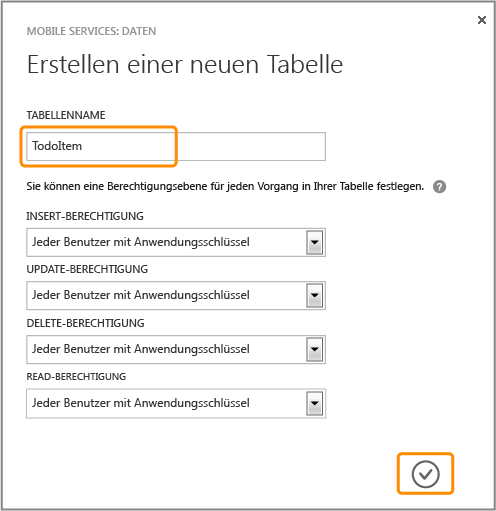 MOBILE SERVICES: DATEN
Erstellen einer neuen Tabelle
TABELLENNAME
TodoItem
Sie können eine Berechtigungsebene für jeden Vorgang in Ihrer Tabelle festlegen. ?
INSERT-BERECHTIGUNG
Jeder Benutzer mit Anwendungsschlüssel
UPDATE-BERECHTIGUNG
Jeder Benutzer mit Anwendungsschlüssel
DELETE-BERECHTIGUNG
Jeder Benutzer mit Anwendungsschlüssel
READ-BERECHTIGUNG
Jeder Benutzer mit Anwendungsschlüssel